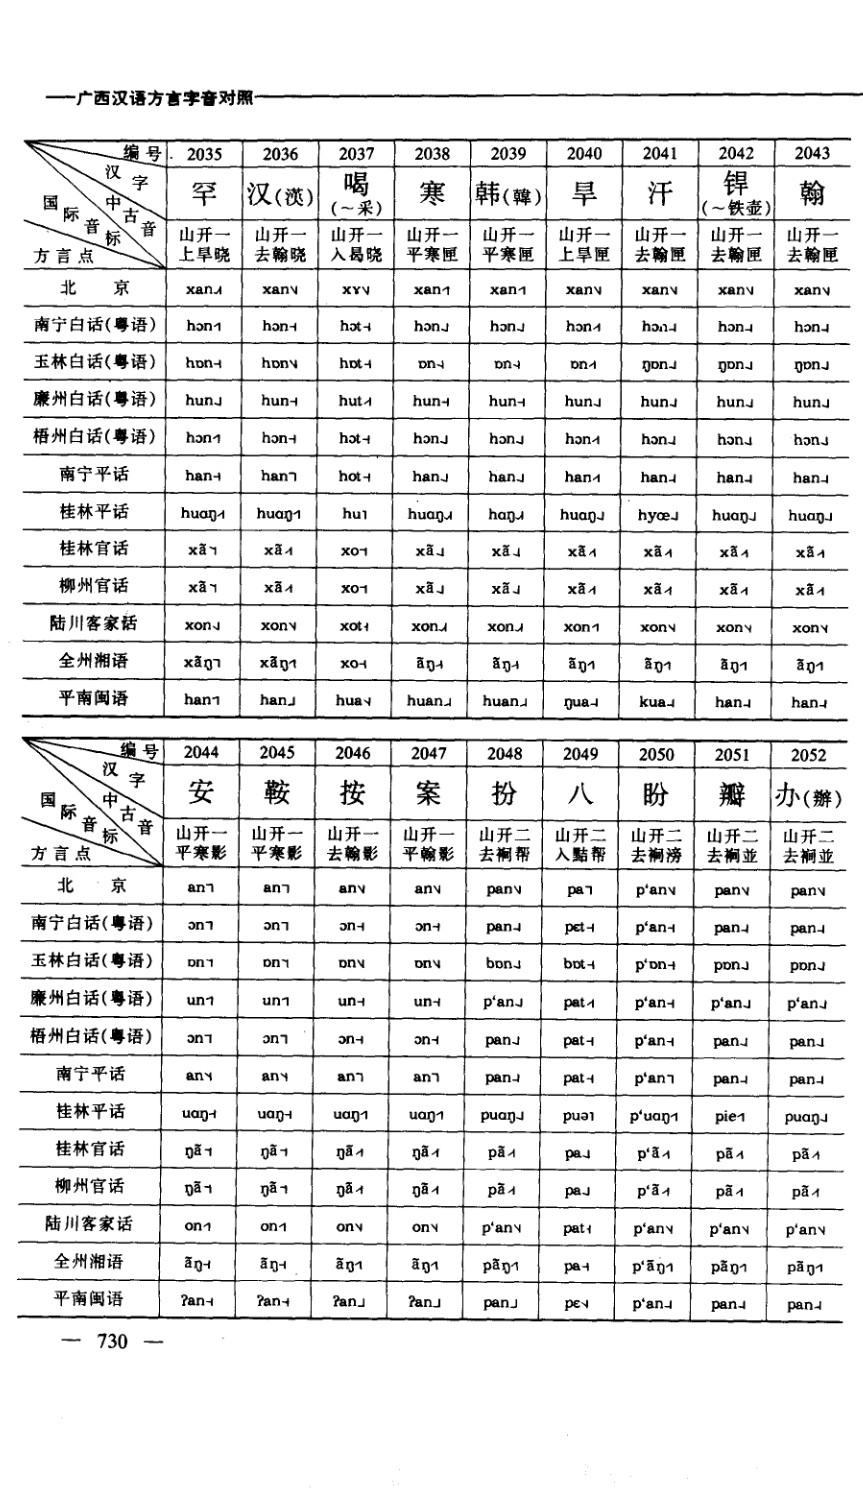 ——广西汉语方言字音对照
编号 2035 2036 2037 2038 2039 2040 2041 2042 2043
汉字 罕 汉(漢) 喝(～采) 寒 韩(韓) 旱 汗 銲(～铁壶) 翰
中古音 山开一上旱晓 山开一去翰晓 山开一入曷晓 山开一平寒匣 山开一平寒匣 山开一上旱匣 山开一去翰匣 山开一去翰匣 山开一去翰匣
国际音标
方言点
北京 xan xan xɤ xan xan xan xan xan xan
南宁白话(粤语) hɔn hɔn hɔt hɔn hɔn hɔn hɔn hɔn hɔn
玉林白话(粤语) hɒn hɒn hɒt ɒn ɒn ɒn ŋɒn ŋɒn ŋɒn
廉州白话(粤语) hun hun hut hun hun hun hun hun hun
梧州白话(粤语) hɔn hɔn hɔt hɔn hɔn hɔn hɔn hɔn hɔn
南宁平话 han han hot han han han han han han
桂林平话 huɑŋ huɑŋ hu huɑŋ hɑŋ huɑŋ hyœ huɑŋ huɑŋ
桂林官话 xã xã xo xã xã xã xã xã xã
柳州官话 xã xã xo xã xã xã xã xã xã
陆川客家话 xon xon xot xon xon xon xon xon xon
全州湘语 xãŋ xãŋ xo ãŋ ãŋ ãŋ ãŋ ãŋ ãŋ
平南闽语 han han hua huan huan ŋua kua han han
编号 2044 2045 2046 2047 2048 2049 2050 2051 2052
汉字 安 鞍 按 案 扮 八 盼 瓣 办(辦)
中古音 山开一平寒影 山开一平寒影 山开一去翰影 山开一平翰影 山开二去裥帮 山开二入黠帮 山开二去裥滂 山开二去裥並 山开二去裥並
国际音标
方言点
北京 an an an an pan pa p‘an pan pan
南宁白话(粤语) ɔn ɔn ɔn ɔn pan pɛt p‘an pan pan
玉林白话(粤语) ɒn ɒn ɒn ɒn bɒn bɒt p‘ɒn pɒn pɒn
廉州白话(粤语) un un un un p‘an pat p‘an p‘an p‘an
梧州白话(粤语) ɔn ɔn ɔn ɔn pan pat p‘an pan pan
南宁平话 an an an an pan pat p‘an pan pan
桂林平话 uɑŋ uɑŋ uɑŋ uɑŋ puɑŋ puə p‘uɑŋ pie puɑŋ
桂林官话 ŋã ŋã ŋã ŋã pã pa p‘ã pã pã
柳州官话 ŋã ŋã ŋã ŋã pã pa p‘ã pã pã
陆川客家话 on on on on p‘an pat p‘an p‘an p‘an
全州湘语 ãŋ ãŋ ãŋ ãŋ pãŋ pa p‘ãŋ pãŋ pãŋ
平南闽语 ʔan ʔan ʔan ʔan pan pɛ p‘an pan pan
— 730 —